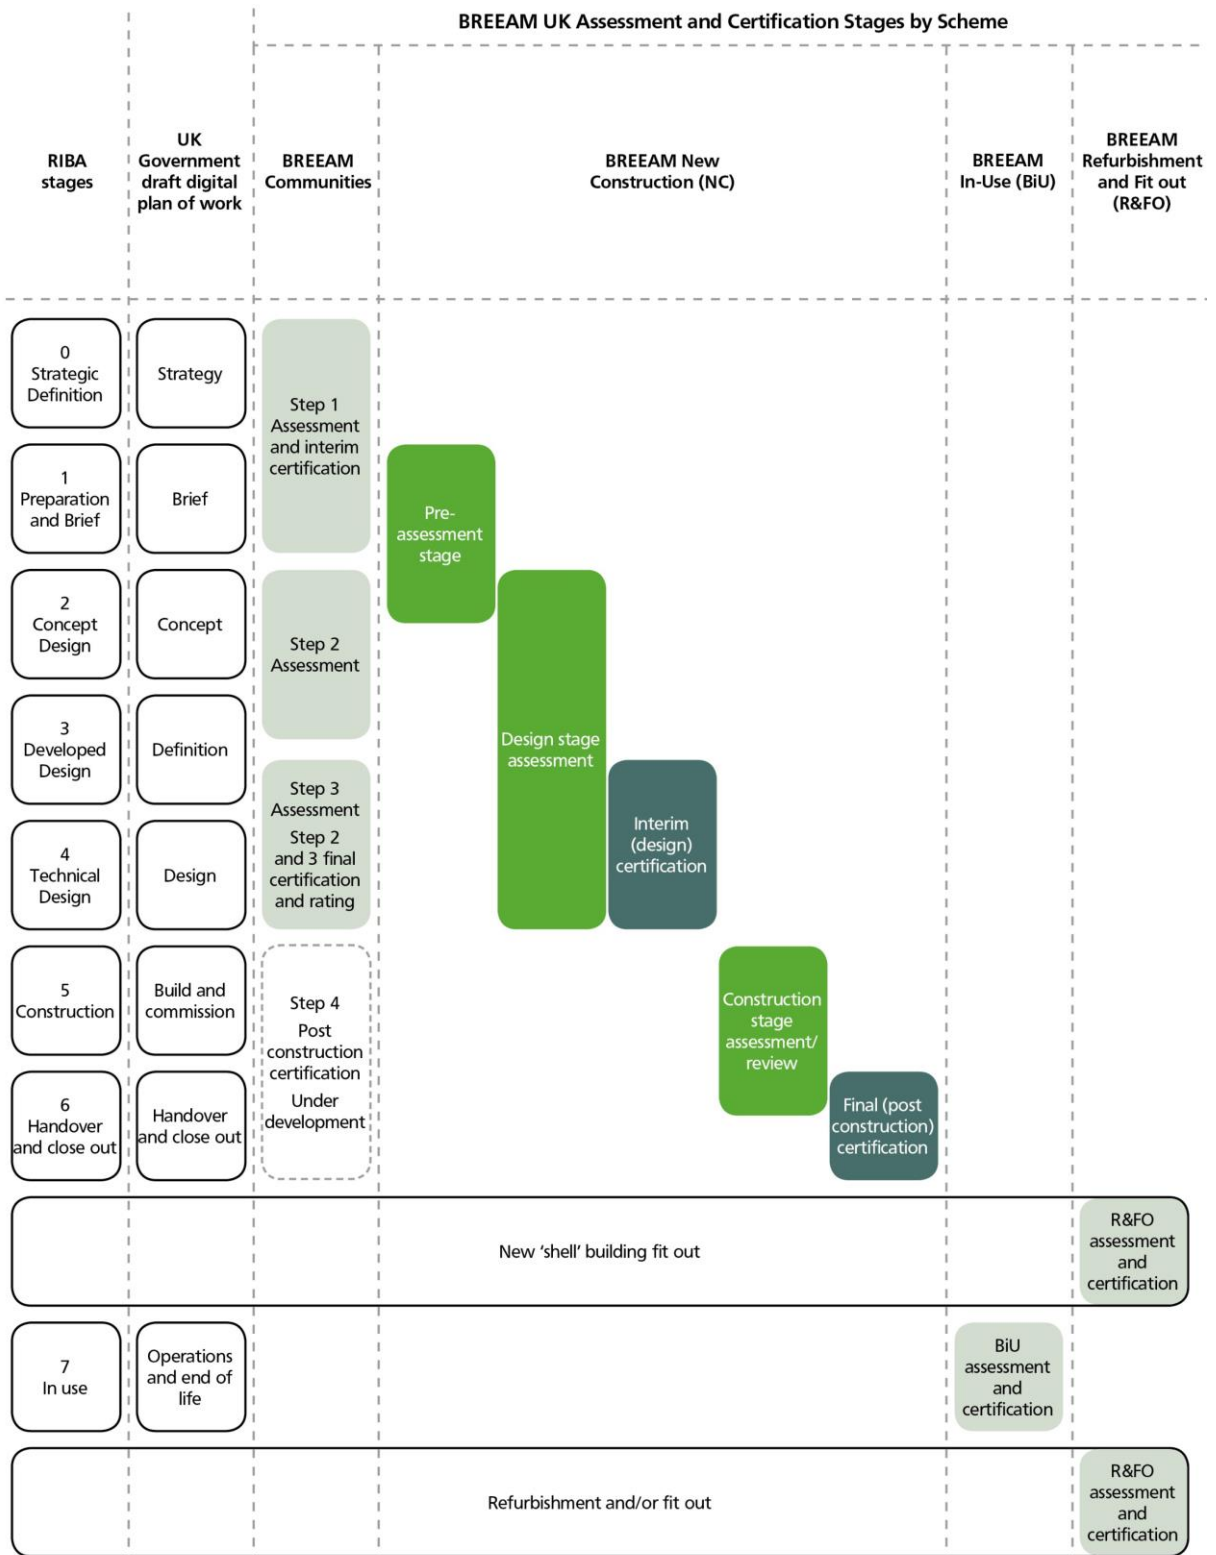 BREEAM UK Assessment and Certification Stages by Scheme
RIBA
stages
UK
Government
draft digital
plan of work
BREEAM
Communities
BREEAM New
Construction (NC)
BREEAM
In-Use (BiU)
BREEAM
Refurbishment
and Fit out
(R&FO)
0
Strategic
Definition
Strategy
Step 1
Assessment
and interim
certification
1
Preparation
and Brief
Brief
Pre-
assessment
stage
2
Concept
Design
Concept
Step 2
Assessment
Design stage
assessment
3
Developed
Design
Definition
Step 3
Assessment
Step 2
and 3 final
certification
and rating
Interim
(design)
certification
4
Technical
Design
Design
5
Construction
Build and
commission
Step 4
Post
construction
certification
Under
development
Construction
stage
assessment/
review
6
Handover
and close out
Handover
and close out
Final (post
construction)
certification
New ‘shell’ building fit out
R&FO
assessment
and
certification
7
In use
Operations
and end of
life
BiU
assessment
and
certification
Refurbishment and/or fit out
R&FO
assessment
and
certification